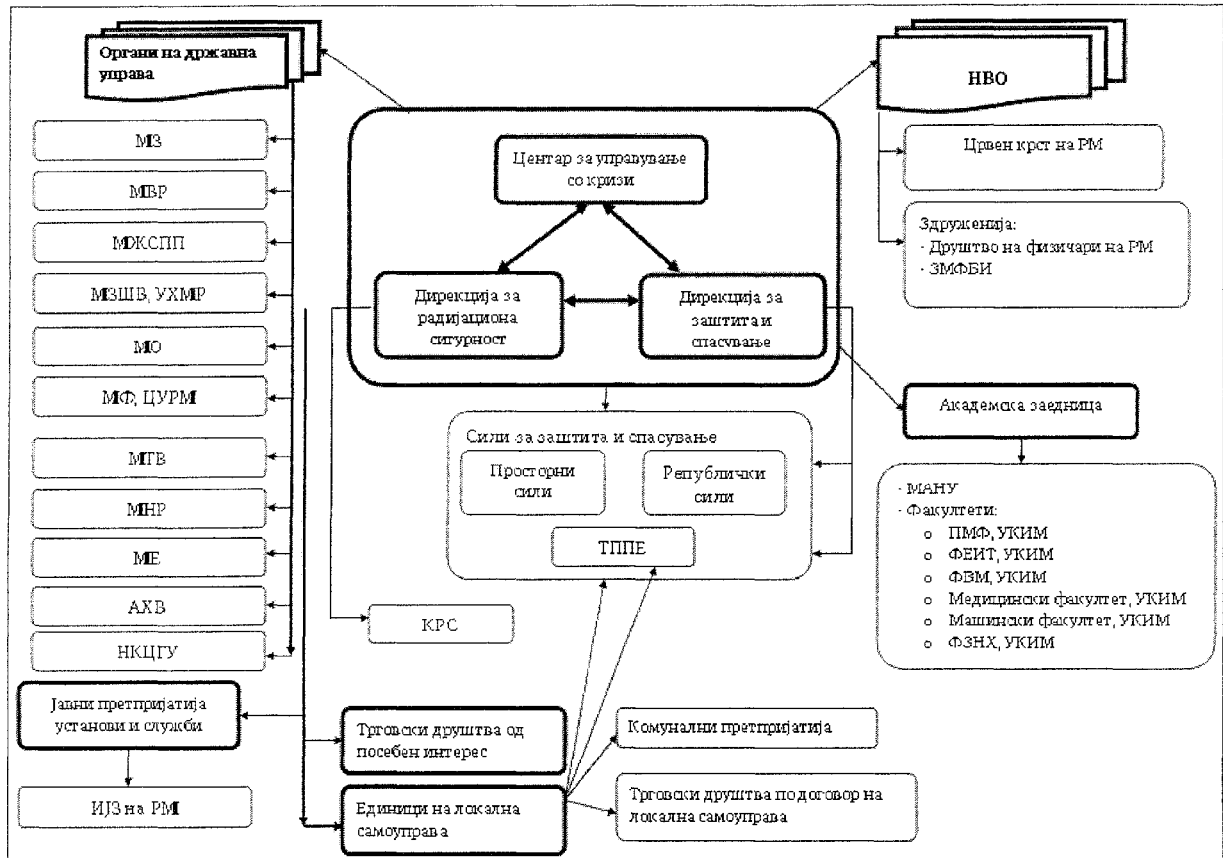 Органи на државна
управа
НВО
МЗ
МВР
МЖСПП
МЗШВ, УХМР
МО
МФ, ЦУРМ
МТВ
МНР
МЕ
АХВ
НКЦГУ
Јавни претпријатија
установи и служби
ИЈЗ на РМ
Центар за управување
со кризи
Дирекција за
радијациона
сигурност
Дирекција за
заштита и
спасување
Сили за заштита и спасување
Просторни
сили
Републички
сили
ТППЕ
КРС
Трговски друштва од
посебен интерес
Единици на локална
самоуправа
Комунални претпријатија
Трговски друштва по договор на
локална самоуправа
Црвен крст на РМ
Здруженија:
- Друштво на физичари на РМ
- ЗМФБИ
Академска заедница
- МАНУ
- Факултети:
o ПМФ, УКИМ
o ФЕИТ, УКИМ
o ФВМ, УКИМ
o Медицински факултет, УКИМ
o Машински факултет, УКИМ
o ФЗНХ, УКИМ